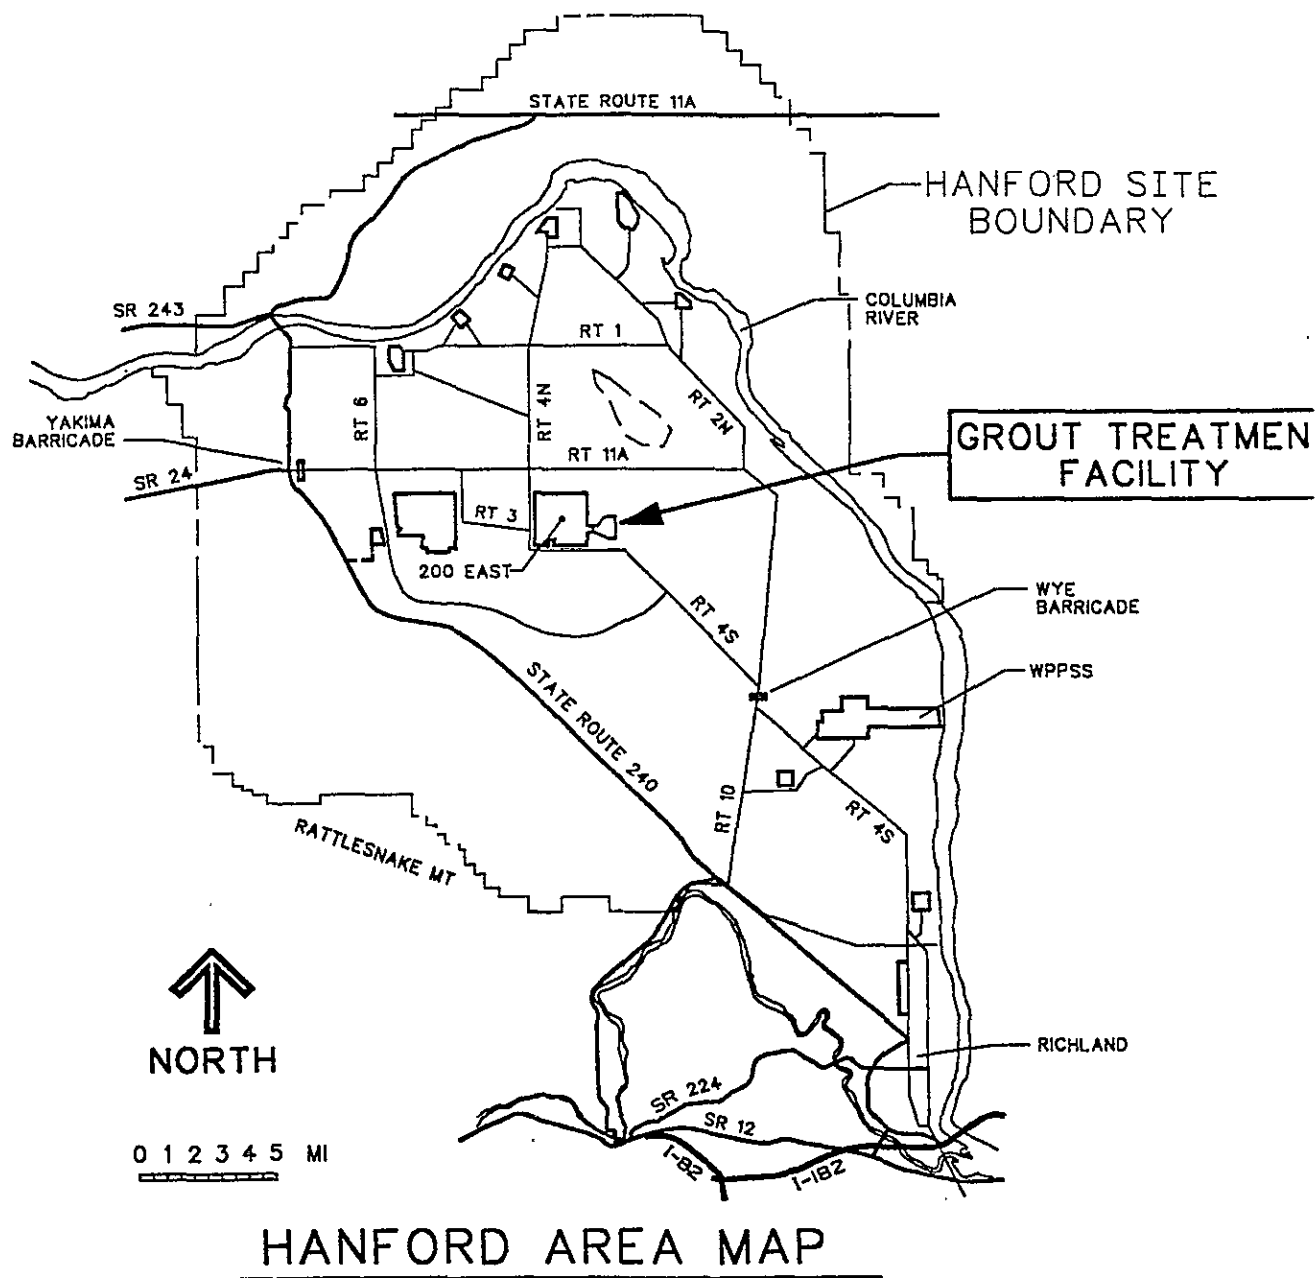 STATE ROUTE 11A
HANFORD SITE
BOUNDARY
SR 243
COLUMBIA
RIVER
RT 1
YAKIMA
BARRICADE
RT 6
RT 4N
RT 2N
GROUT TREATMEN
FACILITY
RT 11A
SR 24
RT 3
200 EAST
WYE
BARRICADE
RT 4S
WPPSS
STATE ROUTE 240
RT 10
RT 4S
RATTLESNAKE MT
NORTH
RICHLAND
SR 224
SR 12
I-82
I-182
0 1 2 3 4 5 MI
HANFORD AREA MAP